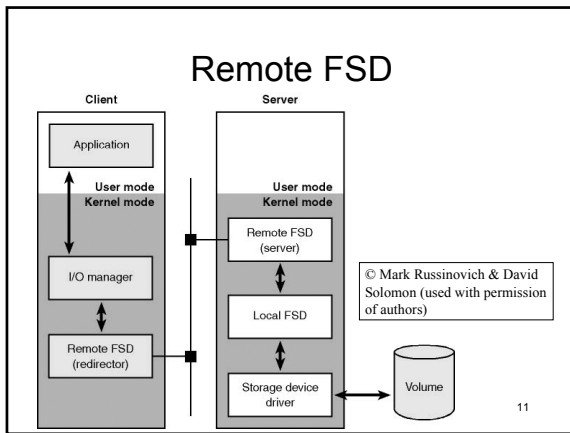 Remote FSD
Client
Server
Application
User mode
Kernel mode
I/O manager
Remote FSD
(redirector)
User mode
Kernel mode
Remote FSD
(server)
Local FSD
Storage device
driver
Volume
© Mark Russinovich & David
Solomon (used with permission
of authors)
11